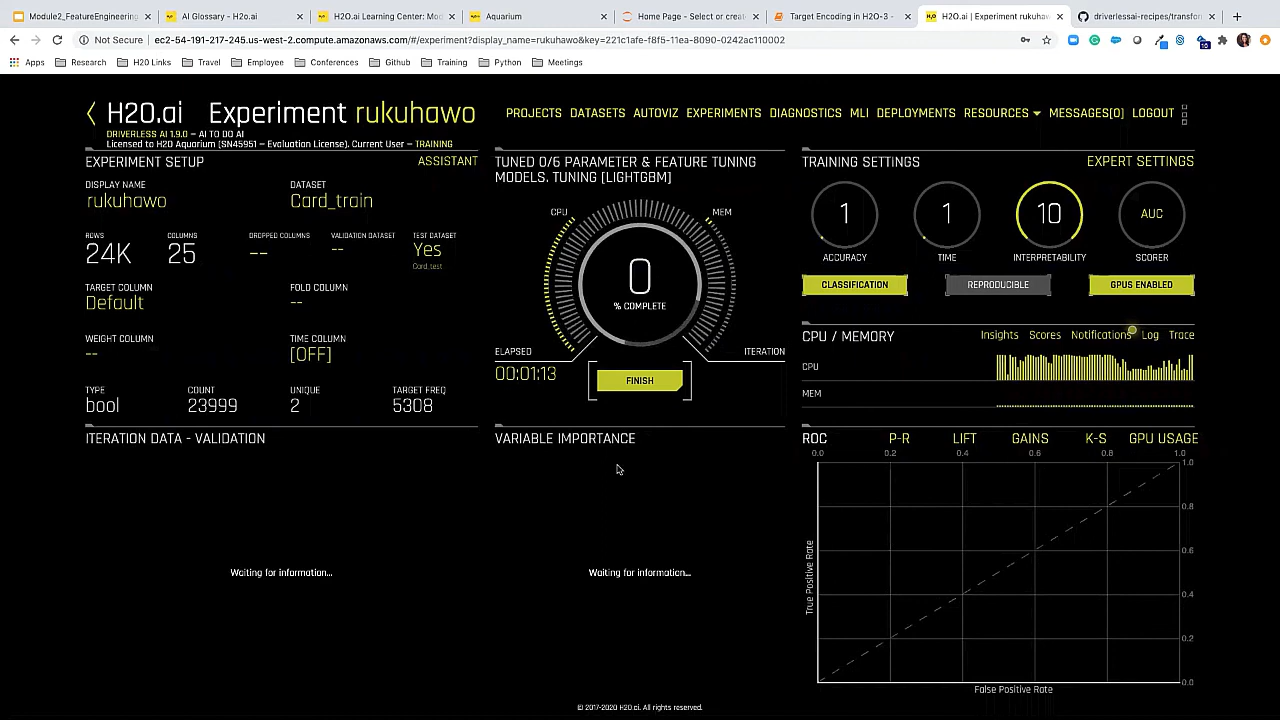 Module2_FeatureEngineering
AI Glossary - H2o.ai
H2O.ai Learning Center: Mod
Aquarium
Home Page - Select or create
Target Encoding in H2O-3 -
H2O.ai | Experiment rukuhaw
driverlessai-recipes/transform
Not Secure | ec2-54-191-217-245.us-west-2.compute.amazonaws.com/#/experiment?display_name=rukuhawo&key=221c1afe-f8f5-11ea-8090-0242ac110002
Apps Research H2O Links Travel Employee Conferences Github Training Python Meetings
H2O.ai Experiment rukuhawo
PROJECTS DATASETS AUTOVIZ EXPERIMENTS DIAGNOSTICS MLI DEPLOYMENTS RESOURCES MESSAGES[0] LOGOUT
DRIVERLESS AI 1.9.0 – AI TO DO AI
Licensed to H2O Aquarium (SN45951 – Evaluation License). Current User – TRAINING
EXPERIMENT SETUP ASSISTANT
DISPLAY NAME DATASET
rukuhawo Card_train
ROWS COLUMNS DROPPED COLUMNS VALIDATION DATASET TEST DATASET
24K 25 -- -- Yes
Card_test
TARGET COLUMN FOLD COLUMN
Default --
WEIGHT COLUMN TIME COLUMN
-- [OFF]
TYPE COUNT UNIQUE TARGET FREQ
bool 23999 2 5308
TUNED 0/6 PARAMETER & FEATURE TUNING
MODELS. TUNING [LIGHTGBM]
CPU MEM
0
% COMPLETE
ELAPSED ITERATION
00:01:13
FINISH
TRAINING SETTINGS EXPERT SETTINGS
1 1 10 AUC
ACCURACY TIME INTERPRETABILITY SCORER
CLASSIFICATION REPRODUCIBLE GPUS ENABLED
CPU / MEMORY Insights Scores Notifications Log Trace
CPU
MEM
ITERATION DATA - VALIDATION
Waiting for information...
VARIABLE IMPORTANCE
Waiting for information...
ROC P-R LIFT GAINS K-S GPU USAGE
0.0 0.2 0.4 0.6 0.8 1.0
1.0
0.8
0.6
0.4
0.2
0.0
True Positive Rate
False Positive Rate
© 2017-2020 H2O.ai. All rights reserved.